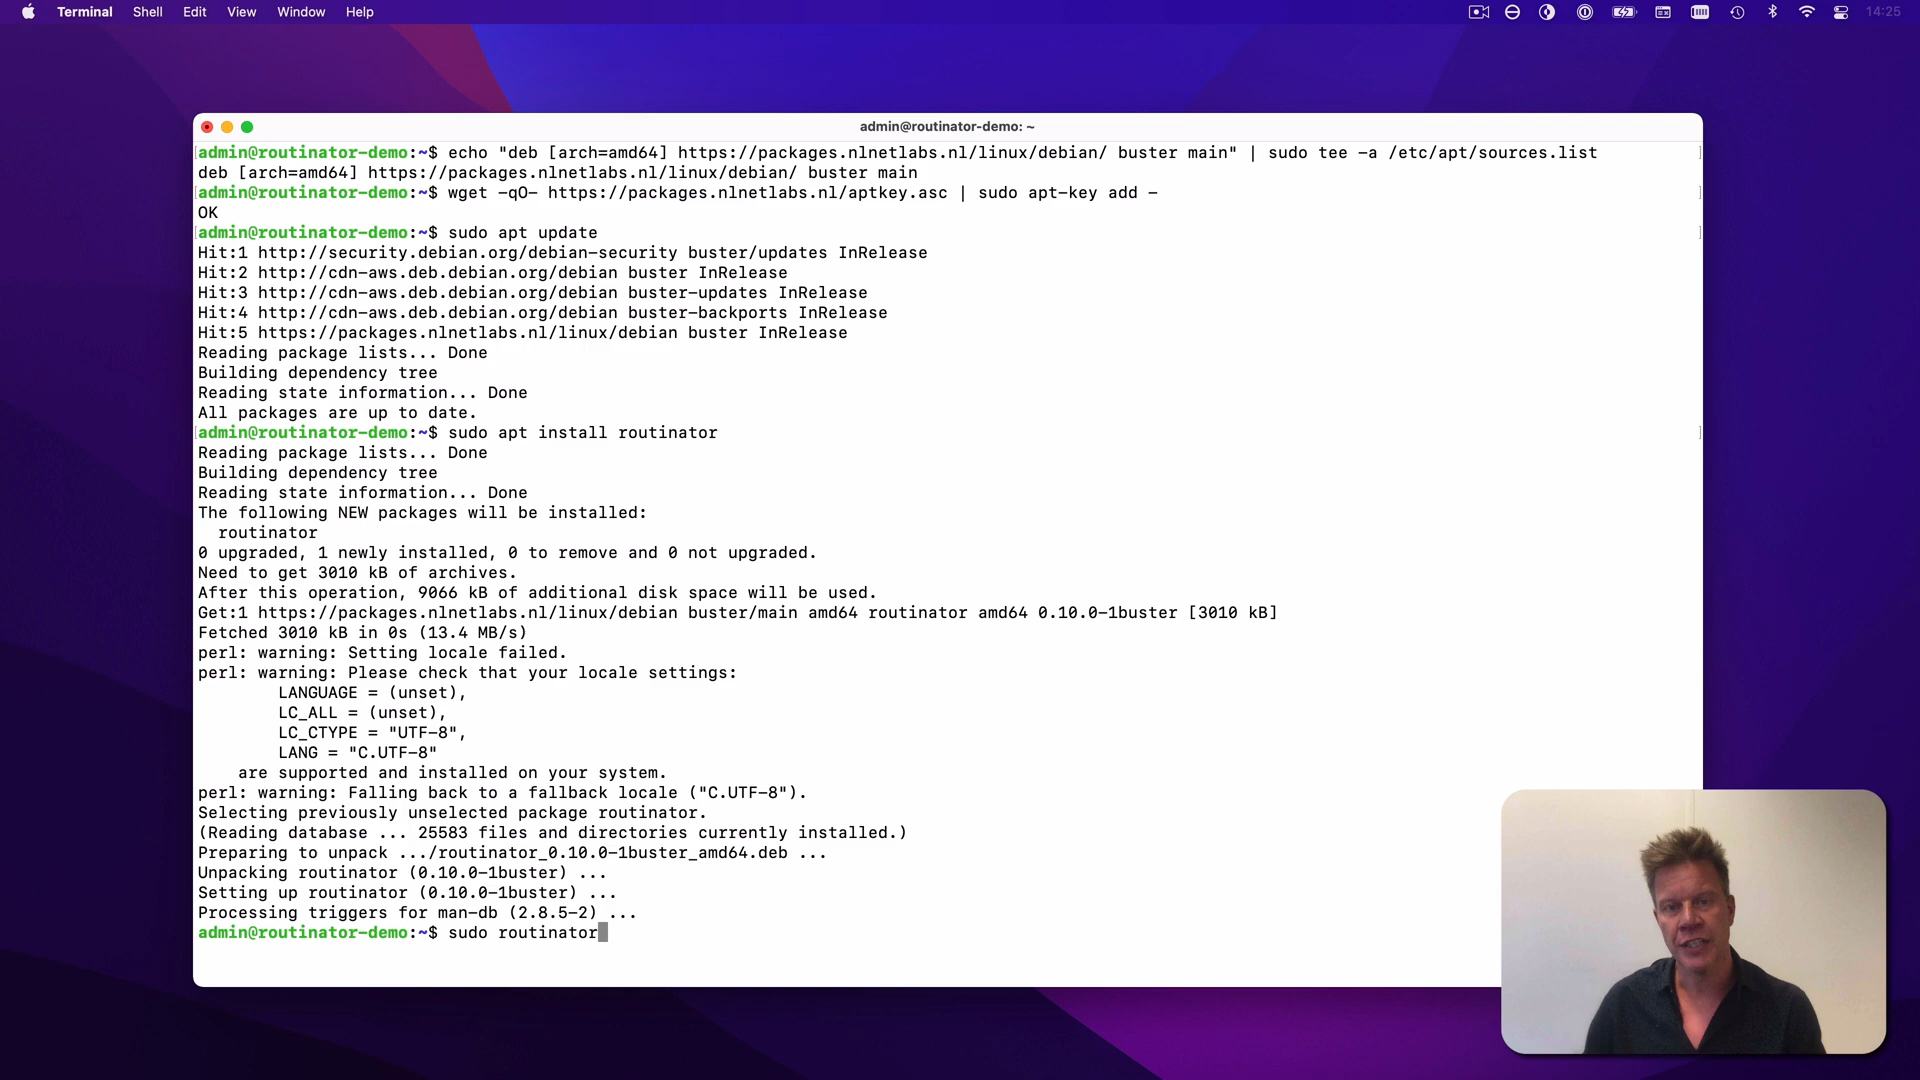 Terminal Shell Edit View Window Help 14:25
admin@routinator-demo: ~
admin@routinator-demo:~$ echo "deb [arch=amd64] https://packages.nlnetlabs.nl/linux/debian/ buster main" | sudo tee -a /etc/apt/sources.list
deb [arch=amd64] https://packages.nlnetlabs.nl/linux/debian/ buster main
admin@routinator-demo:~$ wget -qO- https://packages.nlnetlabs.nl/aptkey.asc | sudo apt-key add -
OK
admin@routinator-demo:~$ sudo apt update
Hit:1 http://security.debian.org/debian-security buster/updates InRelease
Hit:2 http://cdn-aws.deb.debian.org/debian buster InRelease
Hit:3 http://cdn-aws.deb.debian.org/debian buster-updates InRelease
Hit:4 http://cdn-aws.deb.debian.org/debian buster-backports InRelease
Hit:5 https://packages.nlnetlabs.nl/linux/debian buster InRelease
Reading package lists... Done
Building dependency tree
Reading state information... Done
All packages are up to date.
admin@routinator-demo:~$ sudo apt install routinator
Reading package lists... Done
Building dependency tree
Reading state information... Done
The following NEW packages will be installed:
  routinator
0 upgraded, 1 newly installed, 0 to remove and 0 not upgraded.
Need to get 3010 kB of archives.
After this operation, 9066 kB of additional disk space will be used.
Get:1 https://packages.nlnetlabs.nl/linux/debian buster/main amd64 routinator amd64 0.10.0-1buster [3010 kB]
Fetched 3010 kB in 0s (13.4 MB/s)
perl: warning: Setting locale failed.
perl: warning: Please check that your locale settings:
        LANGUAGE = (unset),
        LC_ALL = (unset),
        LC_CTYPE = "UTF-8",
        LANG = "C.UTF-8"
    are supported and installed on your system.
perl: warning: Falling back to a fallback locale ("C.UTF-8").
Selecting previously unselected package routinator.
(Reading database ... 25583 files and directories currently installed.)
Preparing to unpack .../routinator_0.10.0-1buster_amd64.deb ...
Unpacking routinator (0.10.0-1buster) ...
Setting up routinator (0.10.0-1buster) ...
Processing triggers for man-db (2.8.5-2) ...
admin@routinator-demo:~$ sudo routinator